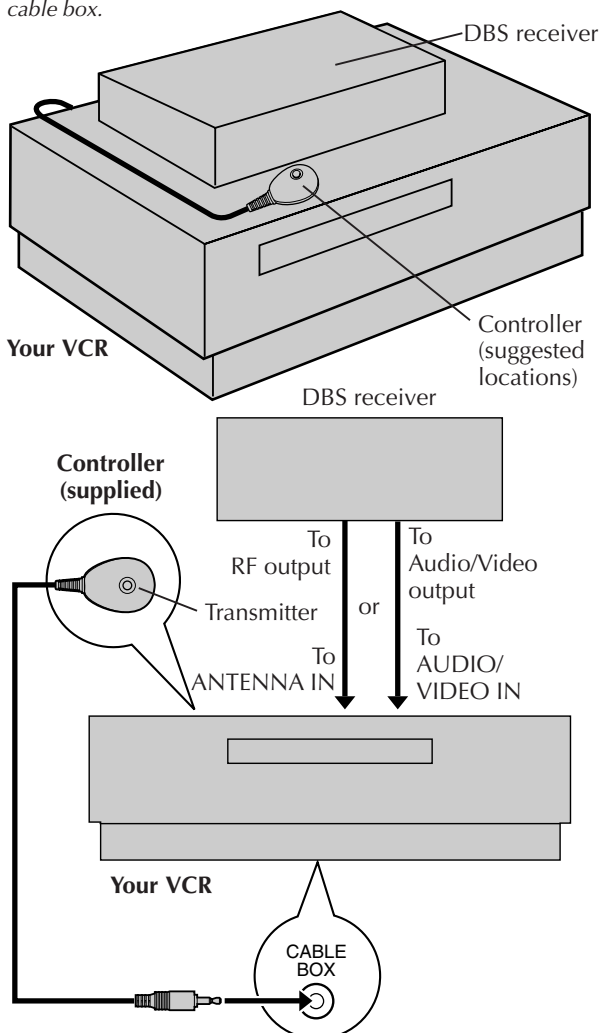 cable box.
DBS receiver
Your VCR
Controller
(suggested
locations)
DBS receiver
Controller
(supplied)
To
RF output
To
Audio/Video
output
Transmitter
or
To
ANTENNA IN
To
AUDIO/
VIDEO IN
Your VCR
CABLE
BOX